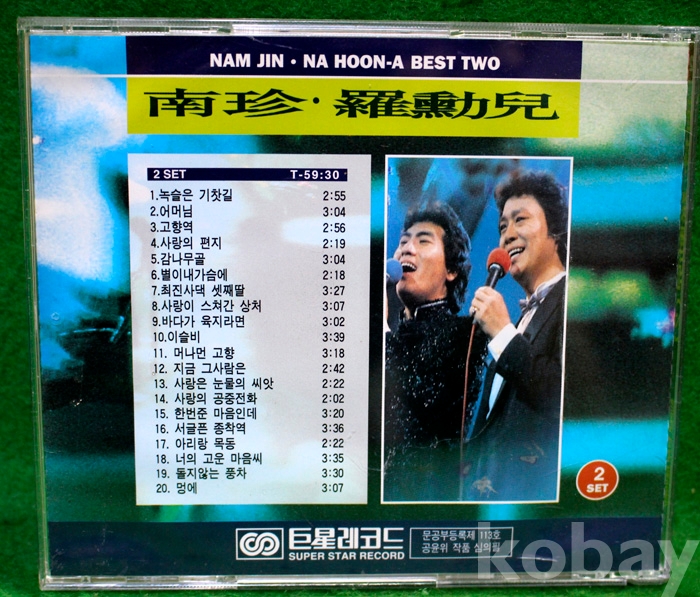 NAM JIN • NA HOON-A BEST TWO
南珍·羅勳兒
2 SET T-59:30
1.녹슬은 기찻길 2:55
2.어머님 3:04
3.고향역 2:56
4.사랑의 편지 2:19
5.감나무골 3:04
6.별이내가슴에 2:18
7.최진사댁 셋째딸 3:27
8.사랑이 스쳐간 상처 3:07
9.바다가 육지라면 3:02
10.이슬비 3:39
11. 머나먼 고향 3:18
12. 지금 그사람은 2:42
13. 사랑은 눈물의 씨앗 2:22
14. 사랑의 공중전화 2:02
15. 한번준 마음인데 3:20
16. 서글픈 종착역 3:36
17. 아리랑 목동 2:22
18. 너의 고운 마음씨 3:35
19. 돌지않는 풍차 3:30
20. 멍에 3:07
2
SET
巨星레코드
SUPER STAR RECORD
문공부등록제 113호
공윤위 작품 심의필
kobay